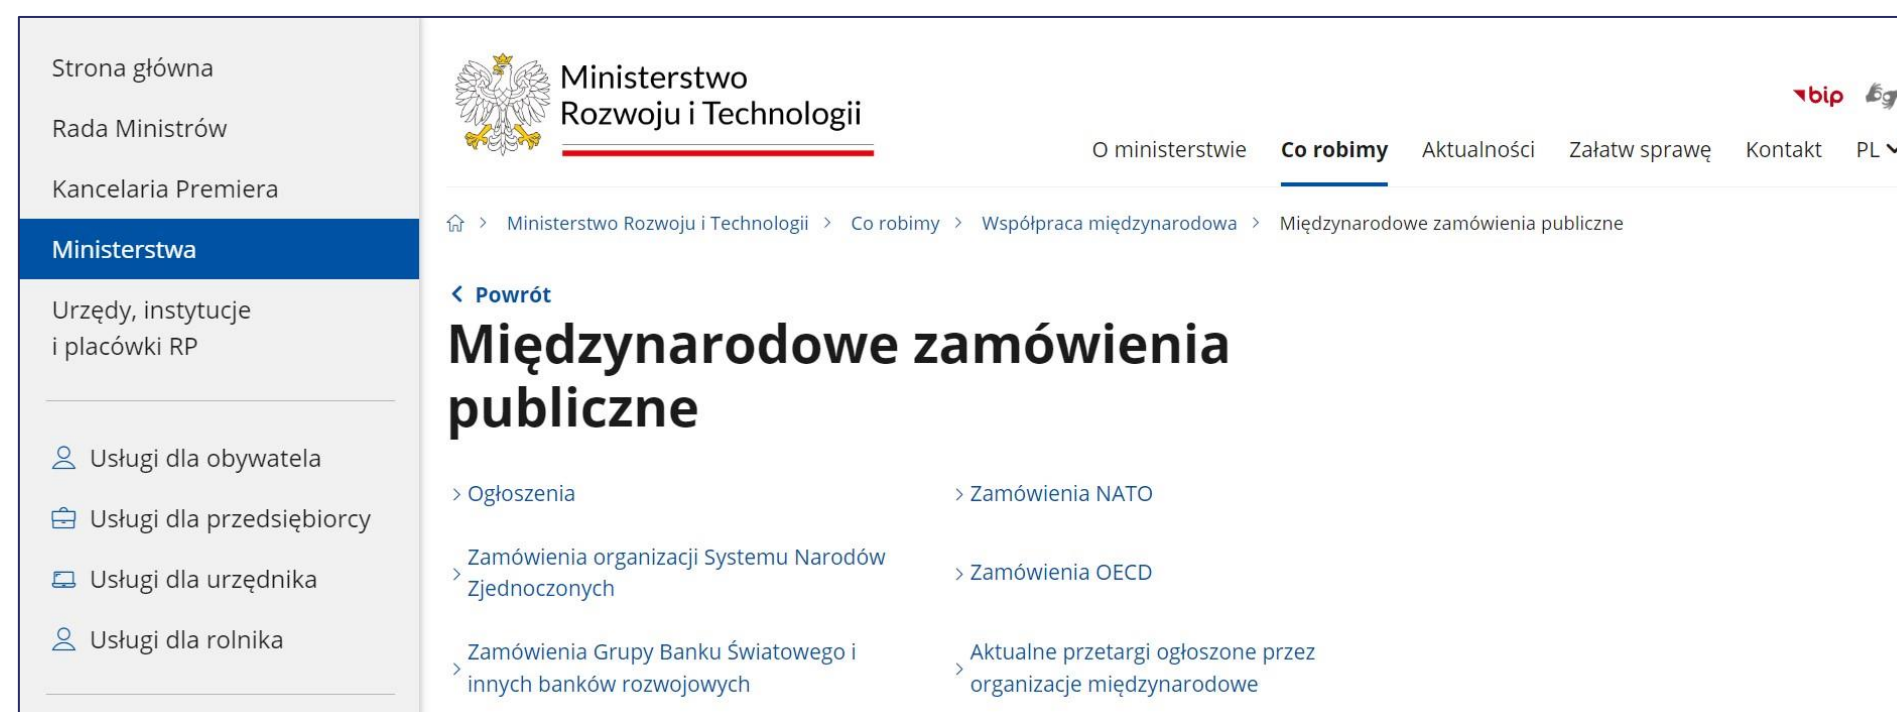 Strona główna
Rada Ministrów
Kancelaria Premiera
Ministerstwa
Urzędy, instytucje
i placówki RP
Usługi dla obywatela
Usługi dla przedsiębiorcy
Usługi dla urzędnika
Usługi dla rolnika
Ministerstwo
Rozwoju i Technologii
bip
O ministerstwie Co robimy Aktualności Załatw sprawę Kontakt PL
Ministerstwo Rozwoju i Technologii > Co robimy > Współpraca międzynarodowa > Międzynarodowe zamówienia publiczne
Powrót
Międzynarodowe zamówienia
publiczne
Ogłoszenia
Zamówienia NATO
Zamówienia organizacji Systemu Narodów
Zjednoczonych
Zamówienia OECD
Zamówienia Grupy Banku Światowego i
innych banków rozwojowych
Aktualne przetargi ogłoszone przez
organizacje międzynarodowe